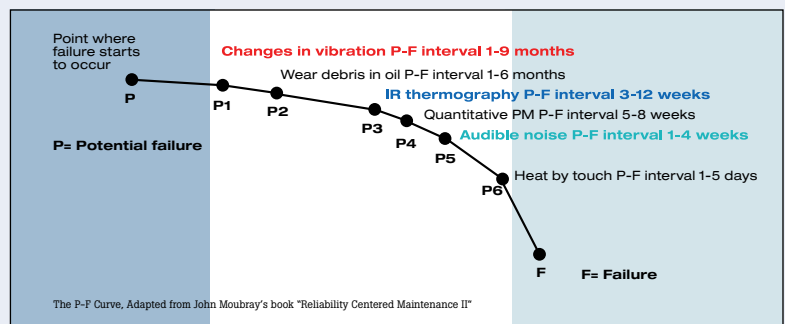 Point where
failure starts
to occur
Changes in vibration P-F interval 1-9 months
Wear debris in oil P-F interval 1-6 months
IR thermography P-F interval 3-12 weeks
Quantitative PM P-F interval 5-8 weeks
Audible noise P-F interval 1-4 weeks
Heat by touch P-F interval 1-5 days
P
P1
P2
P3
P4
P5
P6
F
P= Potential failure
F= Failure
The P-F Curve, Adapted from John Moubray's book "Reliability Centered Maintenance II"